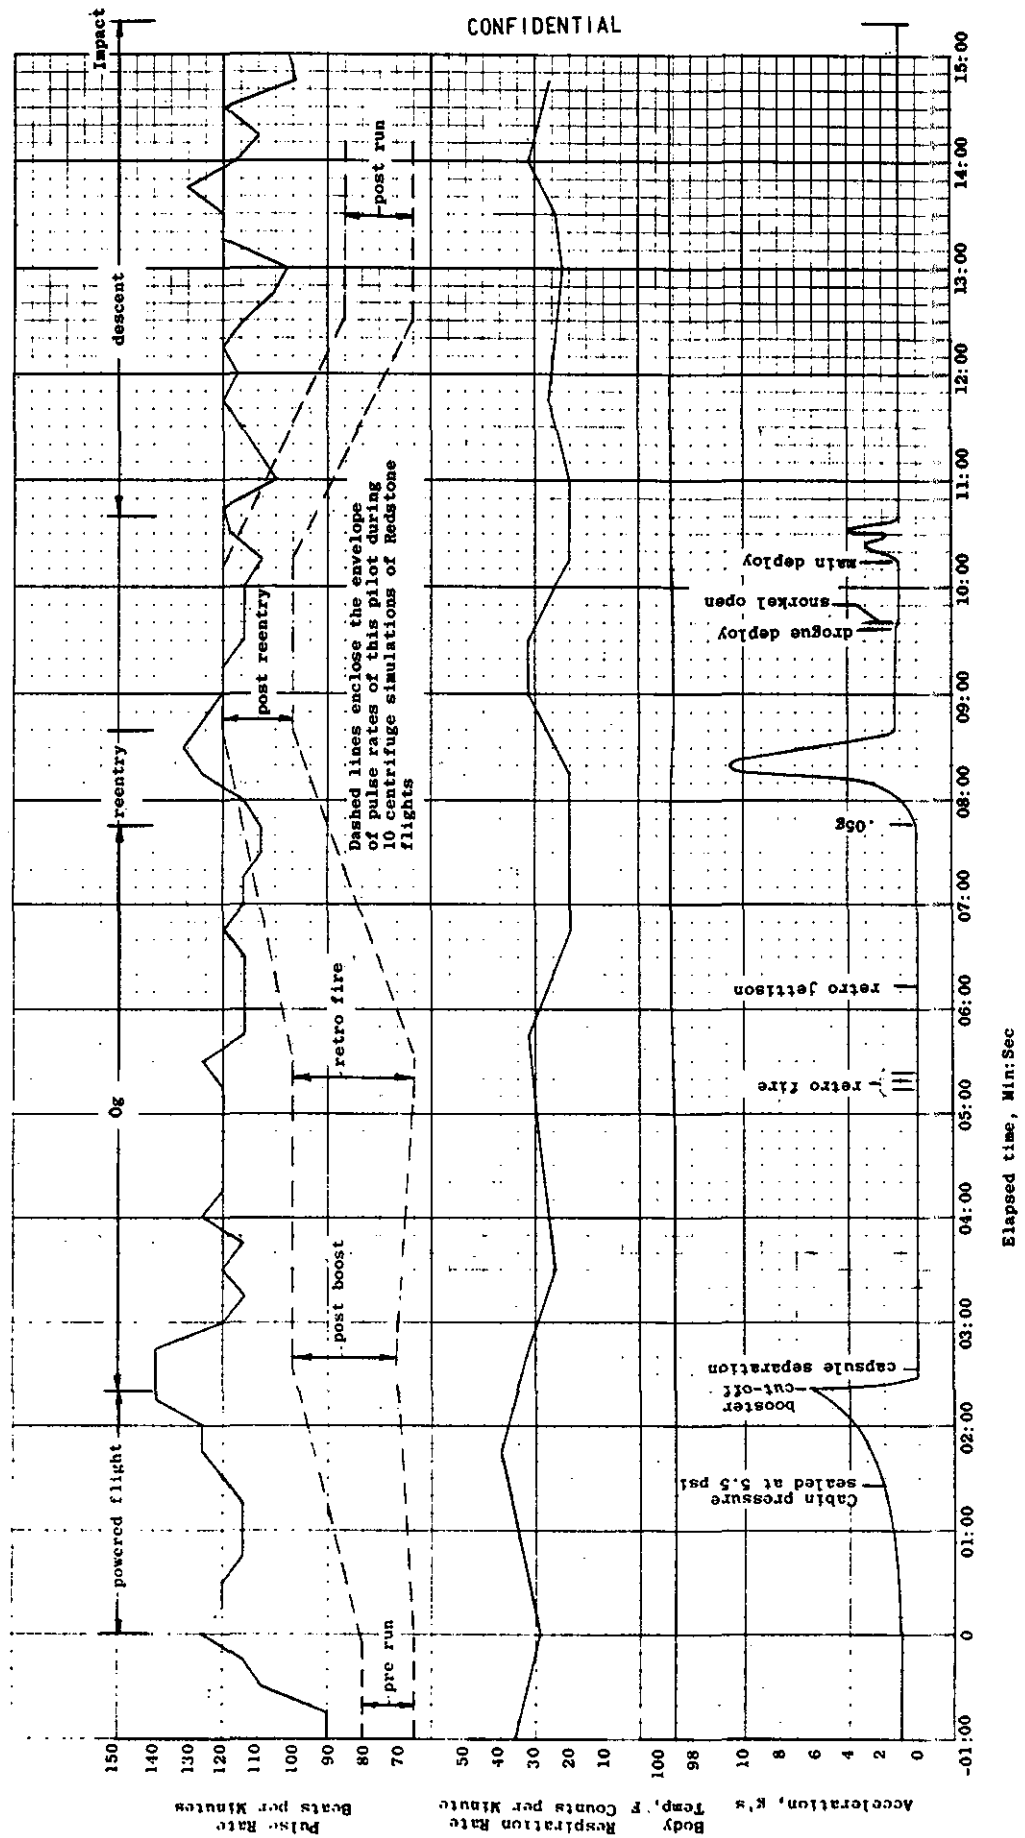 CONFIDENTIAL
Impact
descent
reentry
0g
powered flight
post run
post reentry
retro fire
post boost
pre run
Dashed lines enclose the envelope
of pulse rates of this pilot during
10 centrifuge simulations of Redstone
flights
150
140
130
120
110
100
90
80
70
Pulse Rate
Beats per Minutes
40
30
20
10
Respiration Rate
Counts per Minute
100
98
Body
Temp, F
10
6
4
2
0
Acceleration, g's
main deploy
snorkel open
drogue deploy
.05g
retro jettison
retro fire
capsule separation
booster
cut-off
Cabin pressure
sealed at 5.5 psi
-01:00
0
01:00
02:00
03:00
04:00
05:00
06:00
07:00
08:00
09:00
10:00
11:00
12:00
13:00
14:00
15:00
Elapsed time, Min:Sec